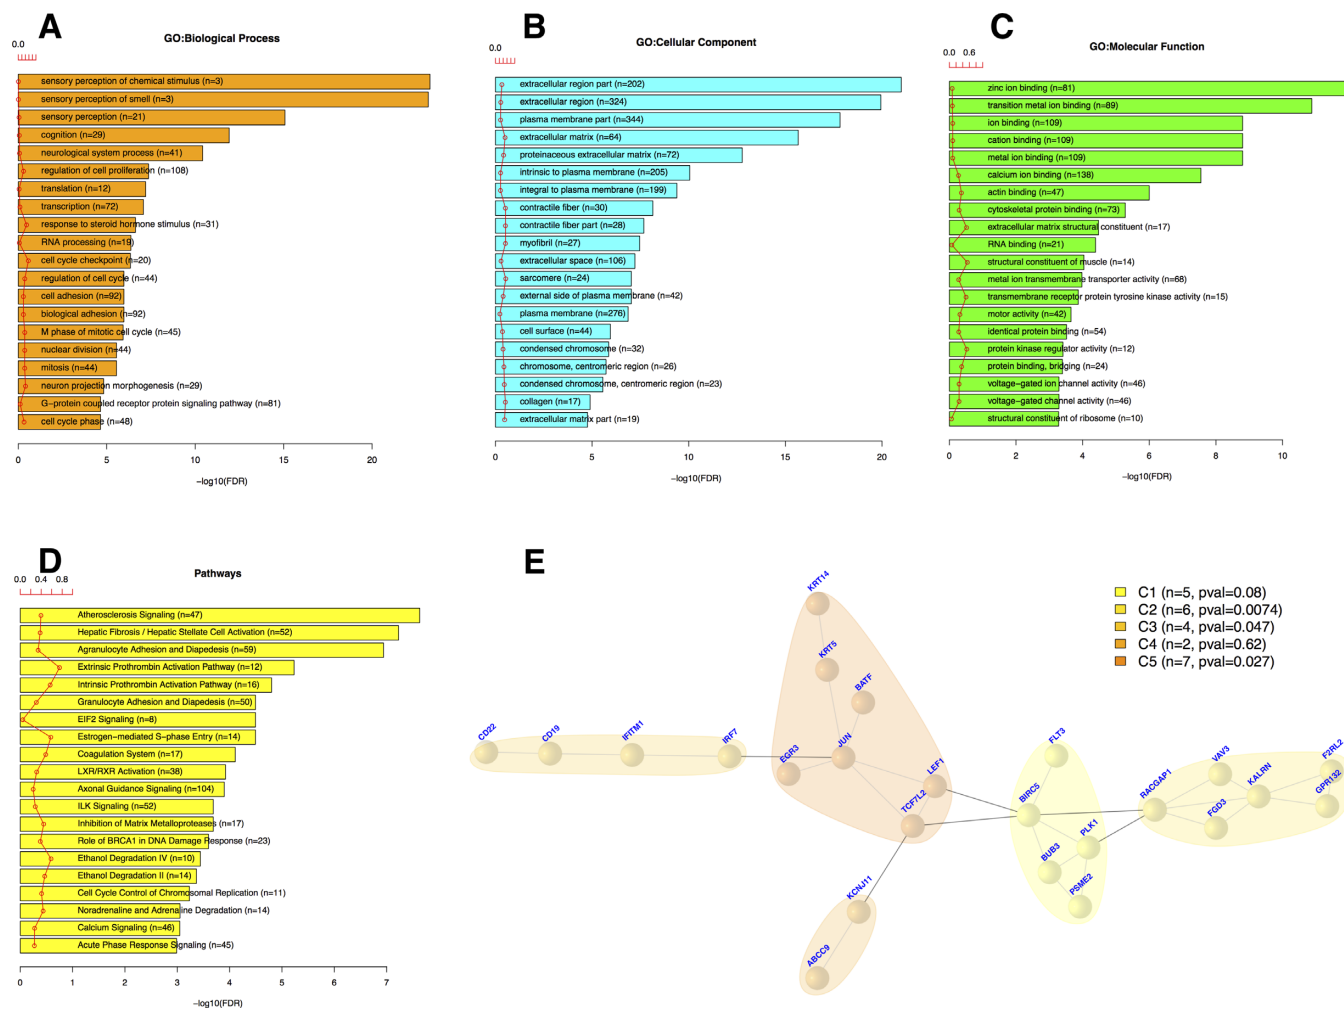 A
GO:Biological Process
0.0
sensory perception of chemical stimulus (n=3)
sensory perception of smell (n=3)
sensory perception (n=21)
cognition (n=29)
neurological system process (n=41)
regulation of cell proliferation (n=108)
translation (n=12)
transcription (n=72)
response to steroid hormone stimulus (n=31)
RNA processing (n=19)
cell cycle checkpoint (n=20)
regulation of cell cycle (n=44)
cell adhesion (n=92)
biological adhesion (n=92)
M phase of mitotic cell cycle (n=45)
nuclear division (n=44)
mitosis (n=44)
neuron projection morphogenesis (n=29)
G−protein coupled receptor protein signaling pathway (n=81)
cell cycle phase (n=48)
0 5 10 15 20
−log10(FDR)
B
GO:Cellular Component
0.0
extracellular region part (n=202)
extracellular region (n=324)
plasma membrane part (n=344)
extracellular matrix (n=64)
proteinaceous extracellular matrix (n=72)
intrinsic to plasma membrane (n=205)
integral to plasma membrane (n=199)
contractile fiber (n=30)
contractile fiber part (n=28)
myofibril (n=27)
extracellular space (n=106)
sarcomere (n=24)
external side of plasma membrane (n=42)
plasma membrane (n=276)
cell surface (n=44)
condensed chromosome (n=32)
chromosome, centromeric region (n=26)
condensed chromosome, centromeric region (n=23)
collagen (n=17)
extracellular matrix part (n=19)
0 5 10 15 20
−log10(FDR)
C
GO:Molecular Function
0.0 0.6
zinc ion binding (n=81)
transition metal ion binding (n=89)
ion binding (n=109)
cation binding (n=109)
metal ion binding (n=109)
calcium ion binding (n=138)
actin binding (n=47)
cytoskeletal protein binding (n=73)
extracellular matrix structural constituent (n=17)
RNA binding (n=21)
structural constituent of muscle (n=14)
metal ion transmembrane transporter activity (n=68)
transmembrane receptor protein tyrosine kinase activity (n=15)
motor activity (n=42)
identical protein binding (n=54)
protein kinase regulator activity (n=12)
protein binding, bridging (n=24)
voltage−gated ion channel activity (n=46)
voltage−gated channel activity (n=46)
structural constituent of ribosome (n=10)
0 2 4 6 8 10
−log10(FDR)
D
Pathways
0.0 0.4 0.8
Atherosclerosis Signaling (n=47)
Hepatic Fibrosis / Hepatic Stellate Cell Activation (n=52)
Agranulocyte Adhesion and Diapedesis (n=59)
Extrinsic Prothrombin Activation Pathway (n=12)
Intrinsic Prothrombin Activation Pathway (n=16)
Granulocyte Adhesion and Diapedesis (n=50)
EIF2 Signaling (n=8)
Estrogen−mediated S−phase Entry (n=14)
Coagulation System (n=17)
LXR/RXR Activation (n=38)
Axonal Guidance Signaling (n=104)
ILK Signaling (n=52)
Inhibition of Matrix Metalloproteases (n=17)
Role of BRCA1 in DNA Damage Response (n=23)
Ethanol Degradation IV (n=10)
Ethanol Degradation II (n=14)
Cell Cycle Control of Chromosomal Replication (n=11)
Noradrenaline and Adrenaline Degradation (n=14)
Calcium Signaling (n=46)
Acute Phase Response Signaling (n=45)
0 1 2 3 4 5 6 7
−log10(FDR)
E
C1 (n=5, pval=0.08)
C2 (n=6, pval=0.0074)
C3 (n=4, pval=0.047)
C4 (n=2, pval=0.62)
C5 (n=7, pval=0.027)
KRT14
KRT5
BATF
CD22
CD19
IFITM1
IRF7
EGR3
JUN
LEF1
TCF7L2
KCNJ11
ABCC9
FLT3
BIRC5
PLK1
BUB3
PSME2
RACGAP1
VAV3
KALRN
FGD3
F2RL2
GPR132